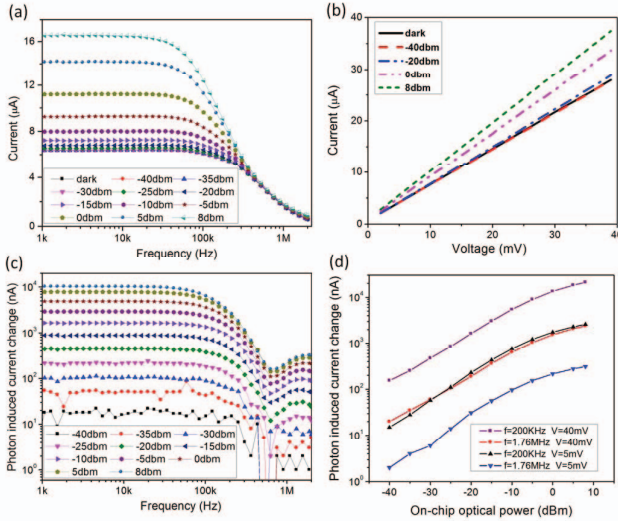 (a)
16
12
8
4
0
Current (μA)
dark
-40dbm
-35dbm
-30dbm
-25dbm
-20dbm
-15dbm
-10dbm
-5dbm
0dbm
5dbm
8dbm
1k
10k
100k
1M
Frequency (Hz)
(b)
40
30
20
10
0
Current (μA)
dark
-40dbm
-20dbm
0dbm
8dbm
0
10
20
30
40
Voltage (mV)
(c)
10⁴
10³
10²
10¹
10⁰
Photon induced current change (nA)
-40dbm
-35dbm
-30dbm
-25dbm
-20dbm
-15dbm
-10dbm
-5dbm
0dbm
5dbm
8dbm
1k
10k
100k
1M
Frequency (Hz)
(d)
10⁴
10³
10²
10¹
10⁰
Photon induced current change (nA)
f=200KHz V=40mV
f=1.76MHz V=40mV
f=200KHz V=5mV
f=1.76MHz V=5mV
-40
-30
-20
-10
0
10
On-chip optical power (dBm)